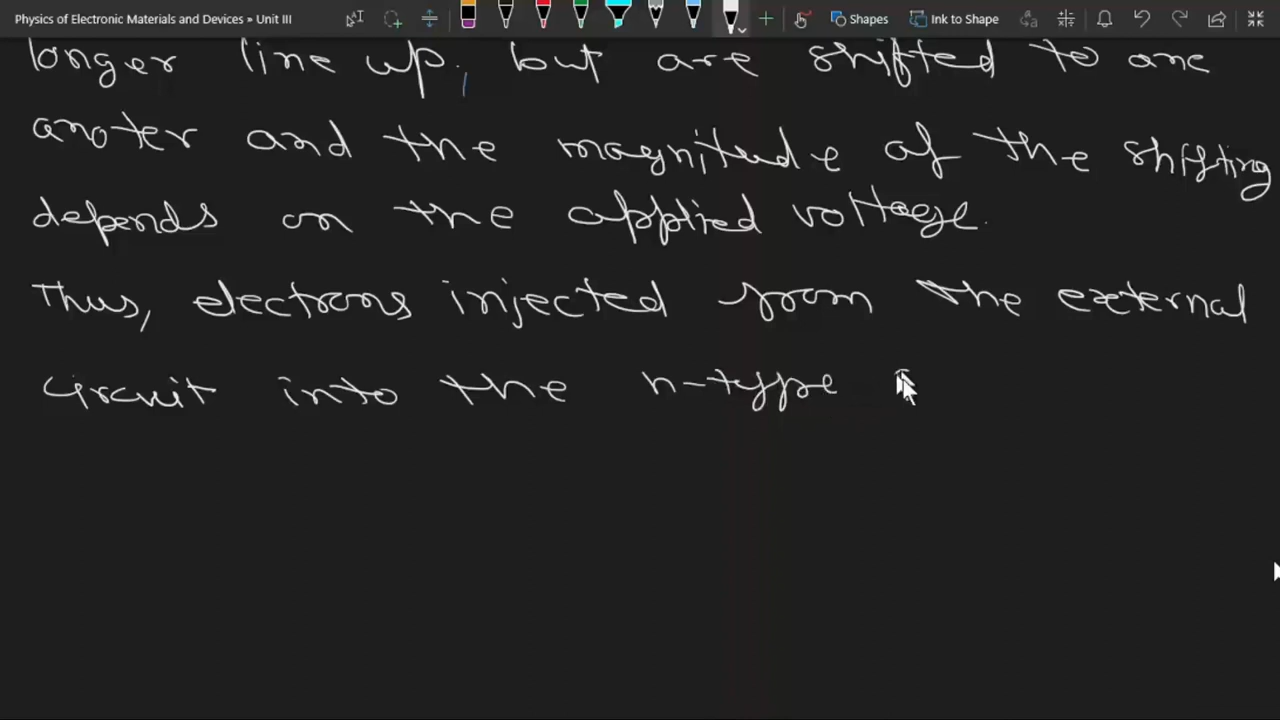 Physics of Electronic Materials and Devices » Unit III
Shapes
Ink to Shape
longer line up, but are shifted to one
anoter and the magnitude of the shifting
depends on the applied voltage.
Thus, electrons injected from the external
circuit into the n-type